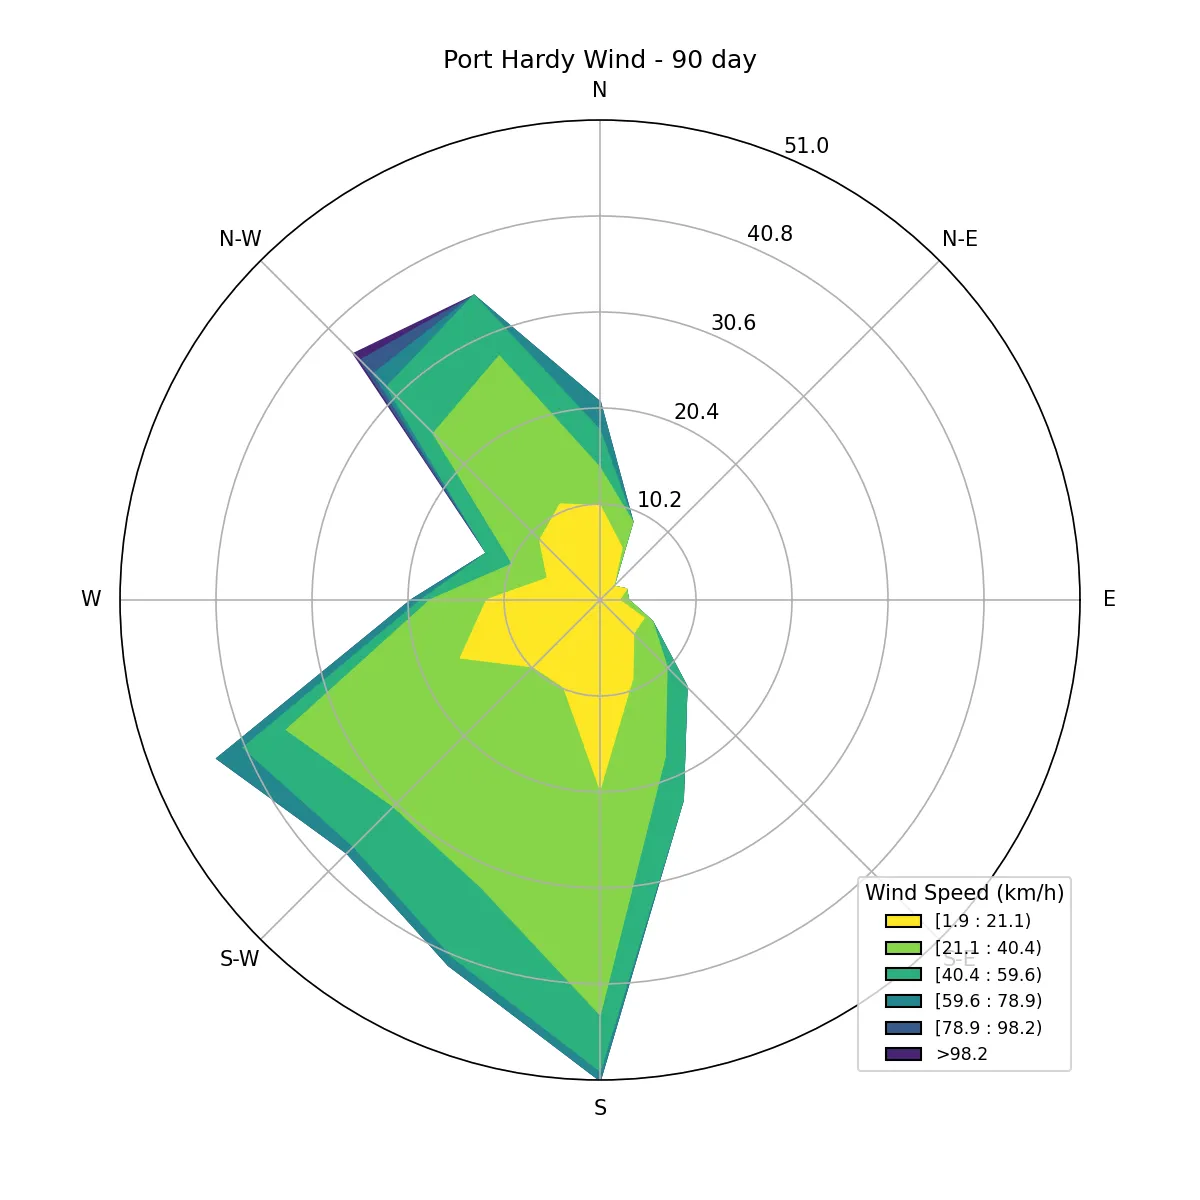 Port Hardy Wind - 90 day
N
51.0
N-W
40.8
N-E
30.6
20.4
10.2
W
E
S-W
S-E
S
Wind Speed (km/h)
[1.9 : 21.1)
[21.1 : 40.4)
[40.4 : 59.6)
[59.6 : 78.9)
[78.9 : 98.2)
>98.2